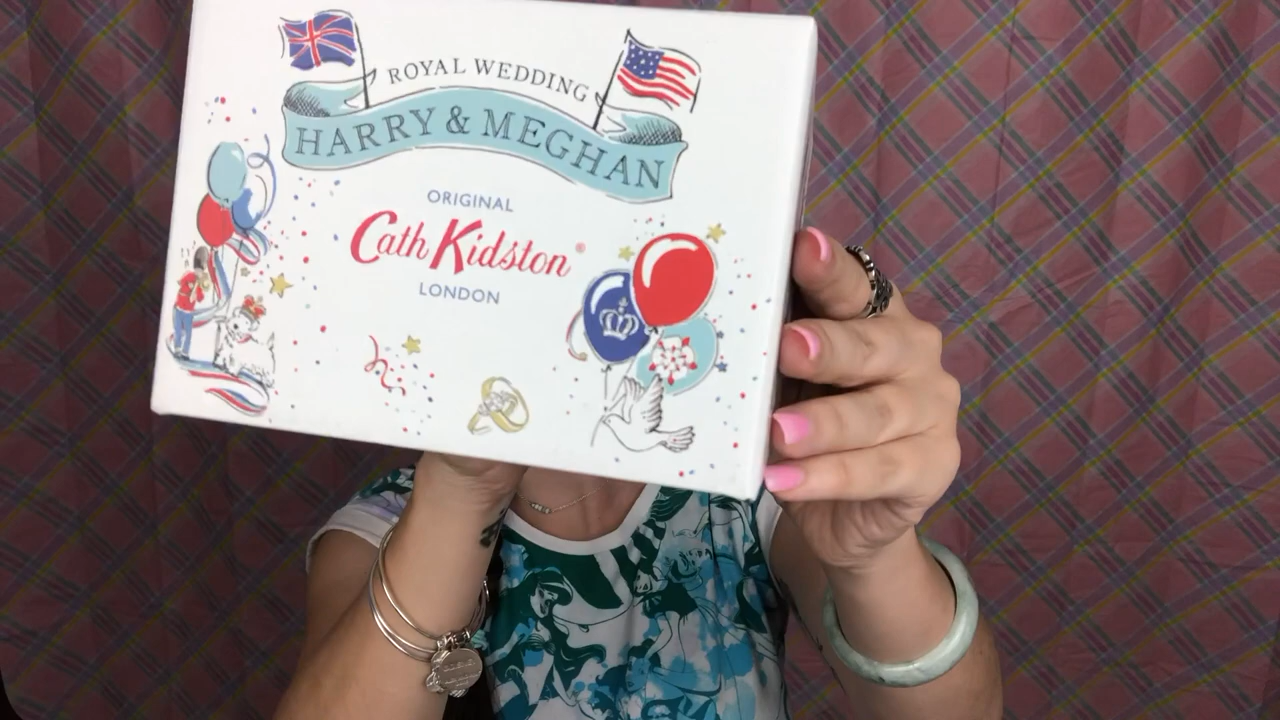 ROYAL WEDDING
HARRY & MEGHAN
ORIGINAL
Cath Kidston®
LONDON